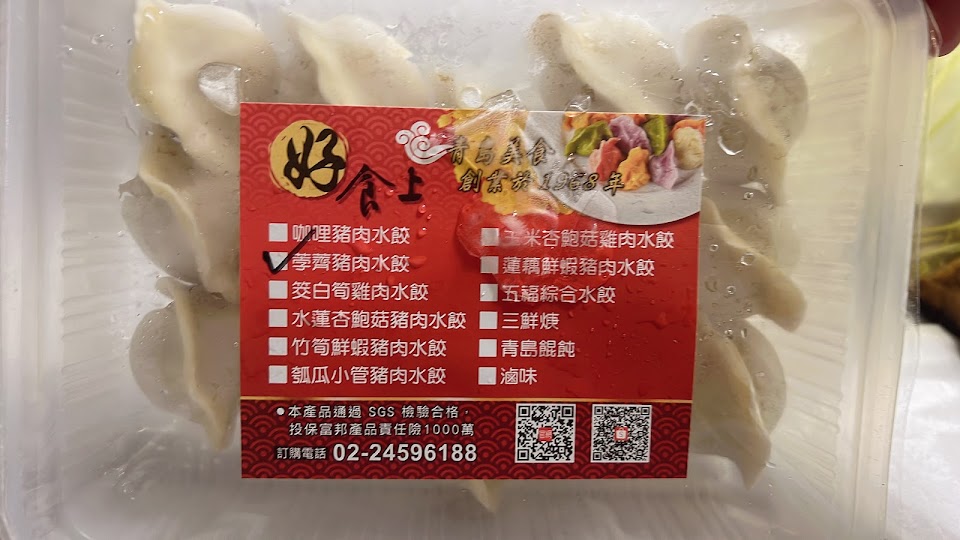 好食上
青島美食
創業於1968年
咖哩豬肉水餃
荸薺豬肉水餃
筊白筍雞肉水餃
水蓮杏鮑菇豬肉水餃
竹筍鮮蝦豬肉水餃
瓠瓜小管豬肉水餃
玉米杏鮑菇雞肉水餃
蓮藕鮮蝦豬肉水餃
五福綜合水餃
三鮮焿
青島餛飩
滷味
●本產品通過 SGS 檢驗合格，
投保富邦產品責任險1000萬
訂購電話 02-24596188